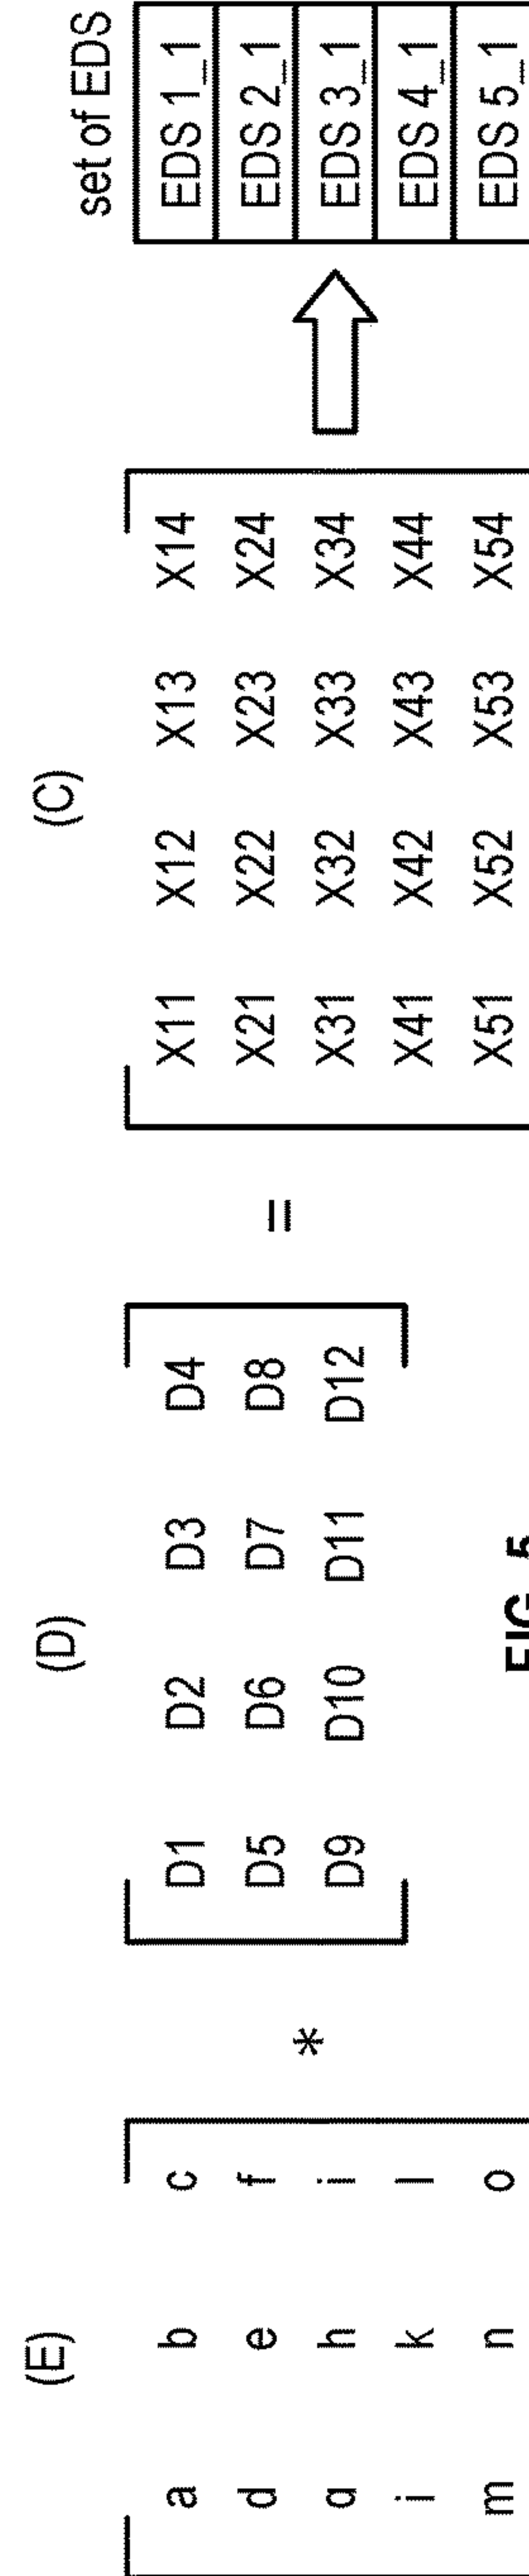 (E) (D) (C) set of EDS
a b c D1 D2 D3 D4 X11 X12 X13 X14 EDS 1_1
d e f * D5 D6 D7 D8 = X21 X22 X23 X24 EDS 2_1
g h i D9 D10 D11 D12 X31 X32 X33 X34 EDS 3_1
j k l X41 X42 X43 X44 EDS 4_1
m n o X51 X52 X53 X54 EDS 5_1
FIG. 5